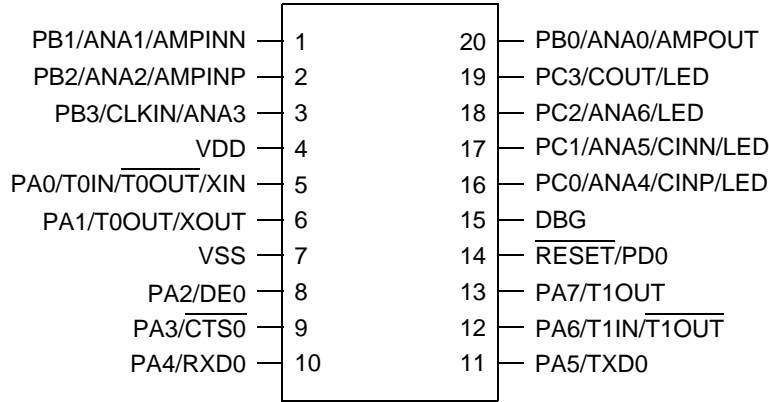 PB1/ANA1/AMPINN 1 20 PB0/ANA0/AMPOUT
PB2/ANA2/AMPINP 2 19 PC3/COUT/LED
PB3/CLKIN/ANA3 3 18 PC2/ANA6/LED
VDD 4 17 PC1/ANA5/CINN/LED
PA0/T0IN/T0OUT/XIN 5 16 PC0/ANA4/CINP/LED
PA1/T0OUT/XOUT 6 15 DBG
VSS 7 14 RESET/PD0
PA2/DE0 8 13 PA7/T1OUT
PA3/CTS0 9 12 PA6/T1IN/T1OUT
PA4/RXD0 10 11 PA5/TXD0